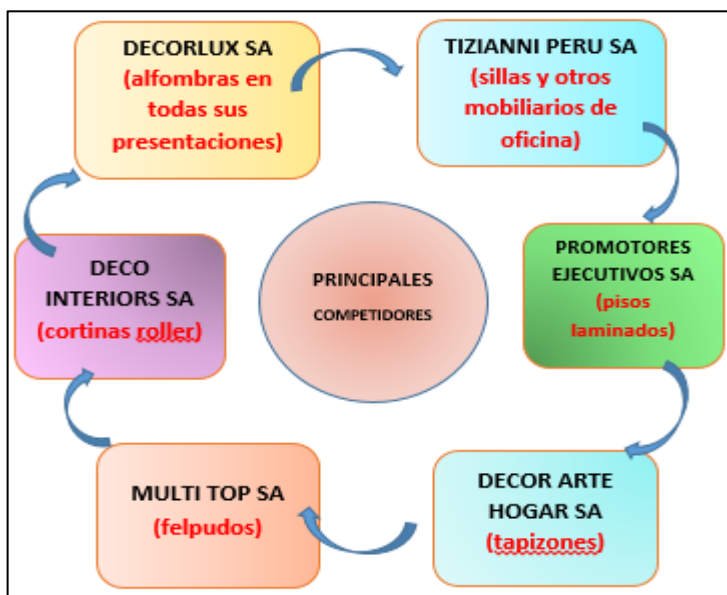 DECORLUX SA
(alfombras en
todas sus
presentaciones)
TIZIANNI PERU SA
(sillas y otros
mobiliarios de
oficina)
PROMOTORES
EJECUTIVOS SA
(pisos
laminados)
DECOR ARTE
HOGAR SA
(tapizones)
MULTI TOP SA
(felpudos)
DECO
INTERIORS SA
(cortinas roller)
PRINCIPALES
COMPETIDORES